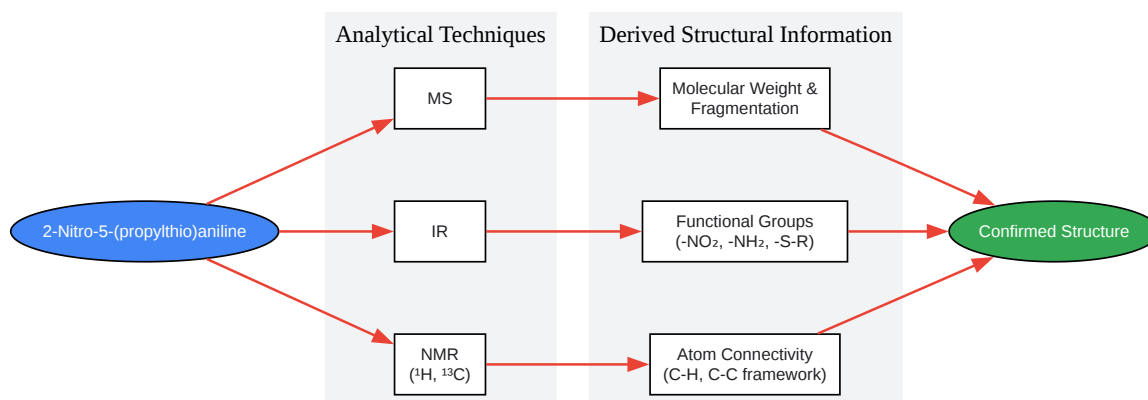 Analytical Techniques
Derived Structural Information
MS
Molecular Weight &
Fragmentation
2-Nitro-5-(propylthio)aniline
IR
Functional Groups
(-NO₂, -NH₂, -S-R)
Confirmed Structure
NMR
(¹H, ¹³C)
Atom Connectivity
(C-H, C-C framework)